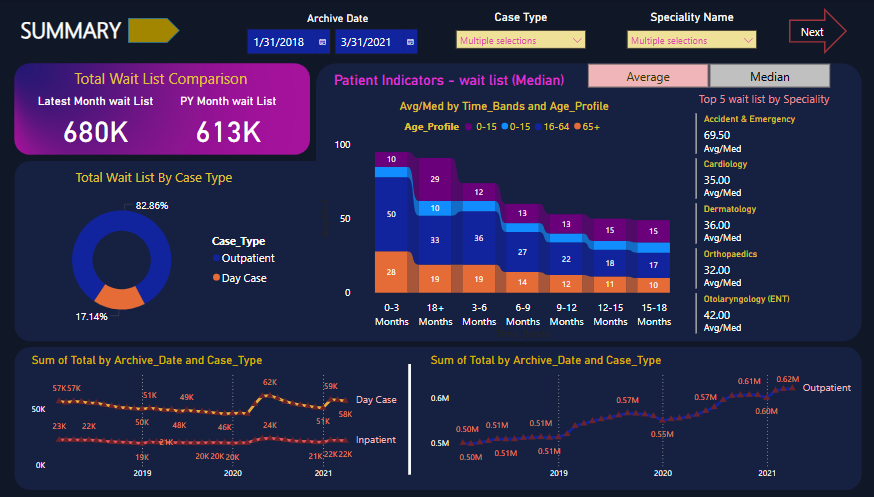 SUMMARY
Archive Date
1/31/2018
3/31/2021
Case Type
Multiple selections
Speciality Name
Multiple selections
Next
Total Wait List Comparison
Latest Month wait List
PY Month wait List
680K
613K
Patient Indicators - wait list (Median)
Average
Median
Avg/Med by Time_Bands and Age_Profile
Age_Profile 0-15 0-15 16-64 65+
100
50
0
10
50
28
29
10
33
19
12
36
19
13
27
14
13
22
12
15
18
11
15
17
10
0-3 Months
18+ Months
3-6 Months
6-9 Months
9-12 Months
12-15 Months
15-18 Months
Top 5 wait list by Speciality
Accident & Emergency
69.50
Avg/Med
Cardiology
35.00
Avg/Med
Dermatology
36.00
Avg/Med
Orthopaedics
32.00
Avg/Med
Otolaryngology (ENT)
42.00
Avg/Med
Total Wait List By Case Type
82.86%
17.14%
Case_Type
Outpatient
Day Case
Sum of Total by Archive_Date and Case_Type
50K
0K
57K 57K
51K
50K
49K
48K
46K
62K
51K
59K
58K
Day Case
23K
22K
19K
21K
20K 20K 20K
24K
21K 22K 22K
Inpatient
2019
2020
2021
Sum of Total by Archive_Date and Case_Type
0.6M
0.5M
0.50M
0.50M
0.51M
0.51M
0.51M
0.51M
0.57M
0.55M
0.57M
0.61M
0.60M
0.62M
Outpatient
2019
2020
2021